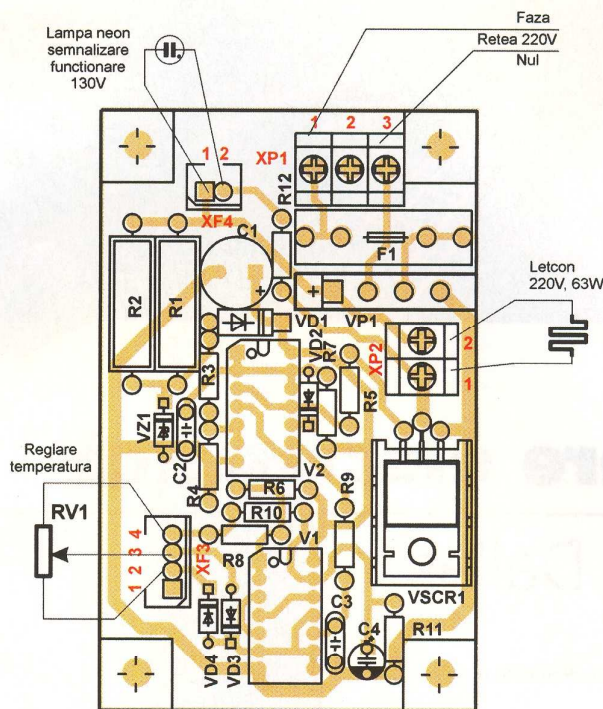 Faza
Retea 220V
Nul
Lampa neon
semnalizare
functionare
130V
1 2 3
XP1
1 2
XF4
R12
C1
F1
R2
R1
+
+
VD1
VP1
Letcon
220V, 63W
XP2
2
1
R3
VD2
R7
R5
VZ1
C2
R4
V2
R6
R9
R10
Reglare
temperatura
RV1
1 2 3 4
XF3
R8
V1
VSCR1
C3
C4
R11
VD4
VD3